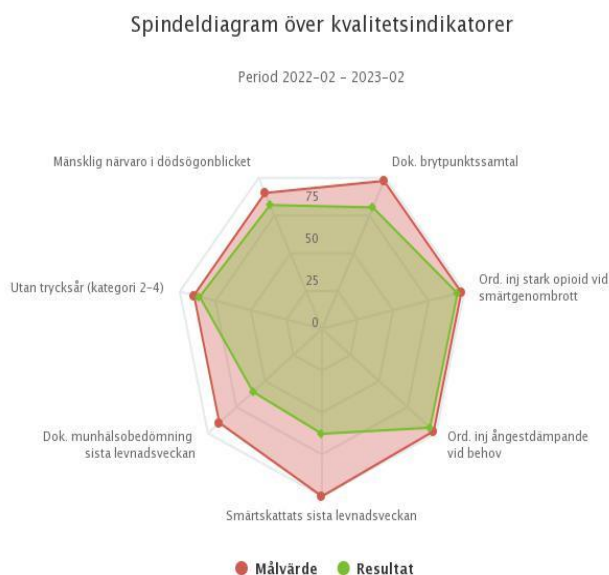 Spindeldiagram över kvalitetsindikatorer
Period 2022-02 - 2023-02
Mänsklig närvaro i dödsögonblicket
Dok. brytpunktssamtal
75
50
25
0
Utan trycksår (kategori 2-4)
Ord. inj stark opioid vid
smärtgenombrott
Dok. munhälsobedömning
sista levnadsveckan
Ord. inj ångestdämpande
vid behov
Smärtskattats sista levnadsveckan
Målvärde Resultat